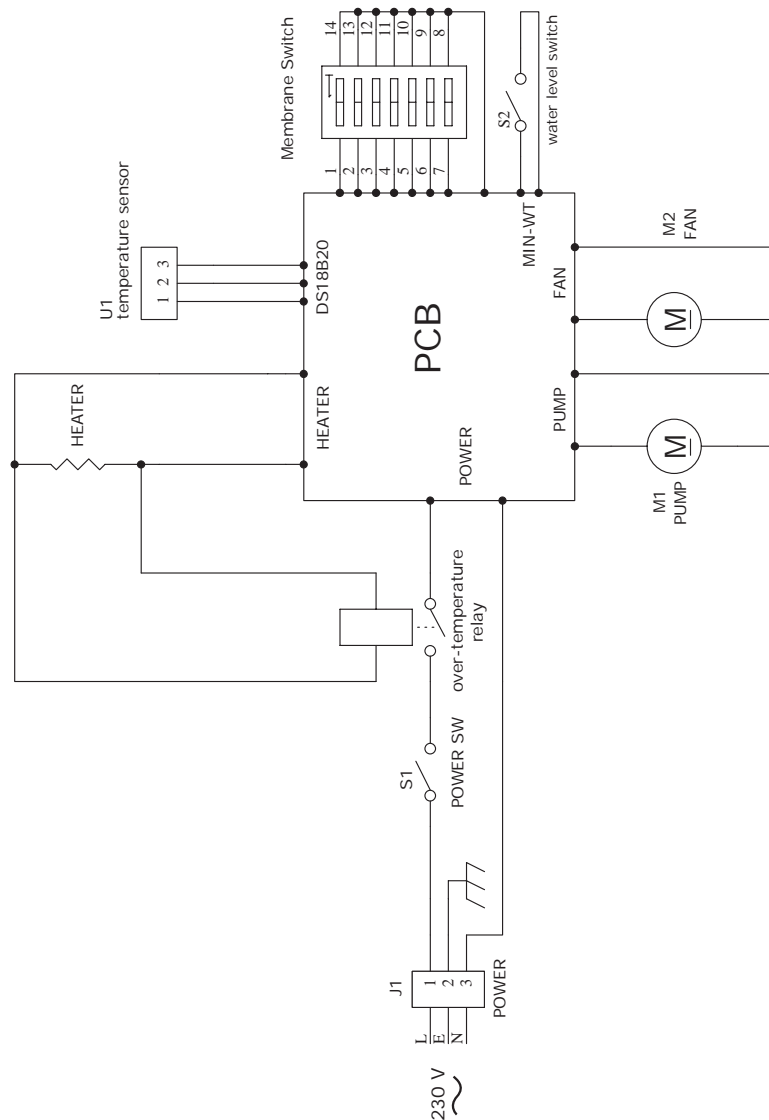 230 V
L
E
N
J1
1
2
3
POWER
S1
POWER SW
over-temperature
relay
HEATER
U1
temperature sensor
1 2 3
Membrane Switch
14
13
12
11
10
9
8
1
2
3
4
5
6
7
S2
water level switch
HEATER
DS18B20
PCB
MIN-WT
POWER
PUMP
FAN
M1
PUMP
M
M
M2
FAN